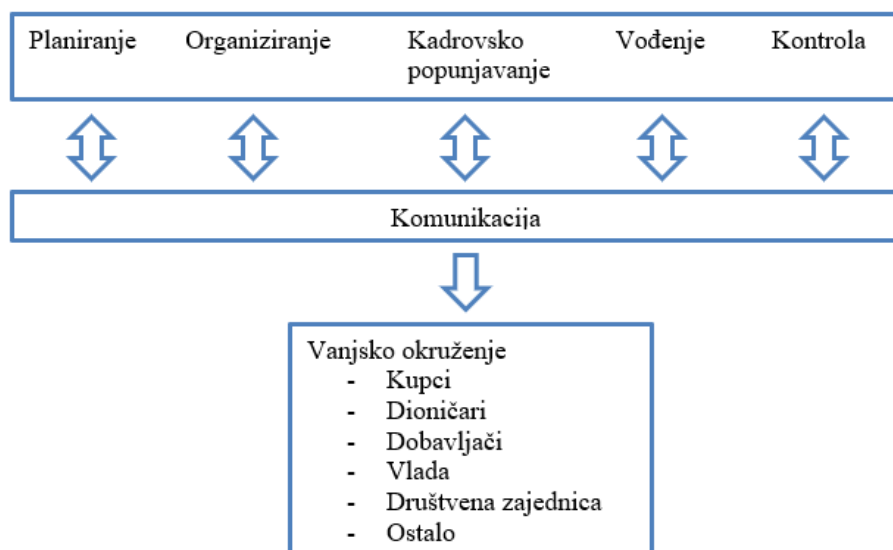 Planiranje Organiziranje Kadrovsko popunjavanje Vođenje Kontrola
Komunikacija
Vanjsko okruženje
- Kupci
- Dioničari
- Dobavljači
- Vlada
- Društvena zajednica
- Ostalo